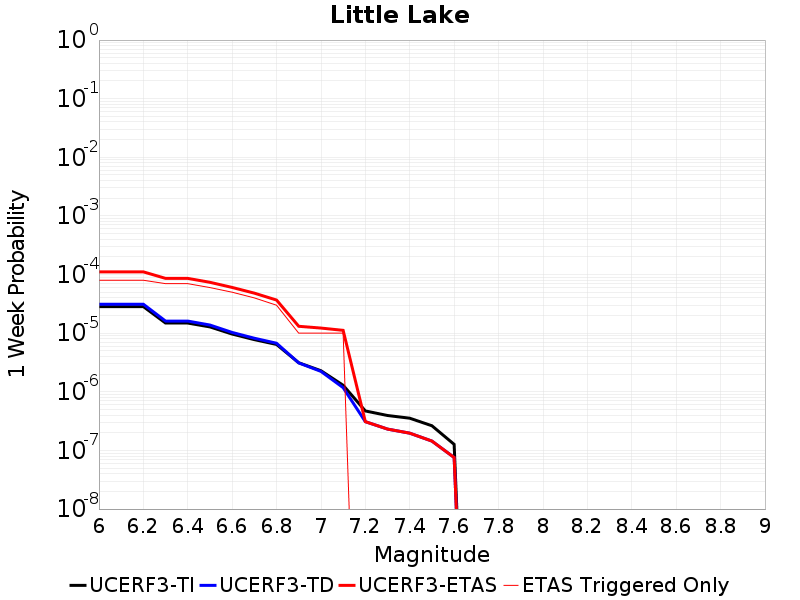 Little Lake
10^0
10^-1
10^-2
10^-3
10^-4
10^-5
10^-6
10^-7
10^-8
1 Week Probability
6 6.2 6.4 6.6 6.8 7 7.2 7.4 7.6 7.8 8 8.2 8.4 8.6 8.8 9
Magnitude
UCERF3-TI UCERF3-TD UCERF3-ETAS ETAS Triggered Only